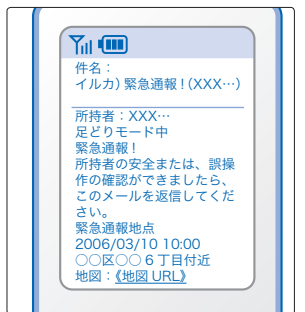 件名：
イルカ) 緊急通報！(XXX…)
所持者：XXX…
足どりモード中
緊急通報！
所持者の安全または、誤操
作の確認ができましたら、
このメールを返信してくだ
さい。
緊急通報地点
2006/03/10 10:00
○○区○○ 6 丁目付近
地図：《地図 URL》